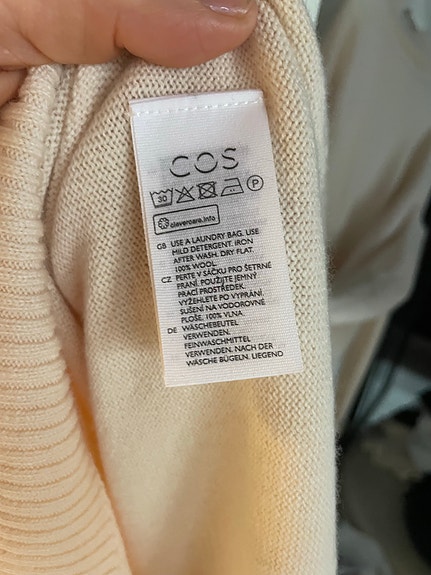 COS
30 P
clevercare.info
GB USE A LAUNDRY BAG. USE
MILD DETERGENT. IRON
AFTER WASH. DRY FLAT.
100% WOOL.
CZ PERTE V SÁČKU PRO ŠETRNÉ
PRANÍ. POUŽIJTE JEMNÝ
PRACÍ PROSTŘEDEK.
VYŽEHLETE PO VYPRÁNÍ.
SUŠENÍ NA VODOROVNÉ
PLOŠE. 100% VLNA.
DE WÄSCHEBEUTEL
VERWENDEN.
FEINWASCHMITTEL
VERWENDEN. NACH DER
WÄSCHE BÜGELN. LIEGEND